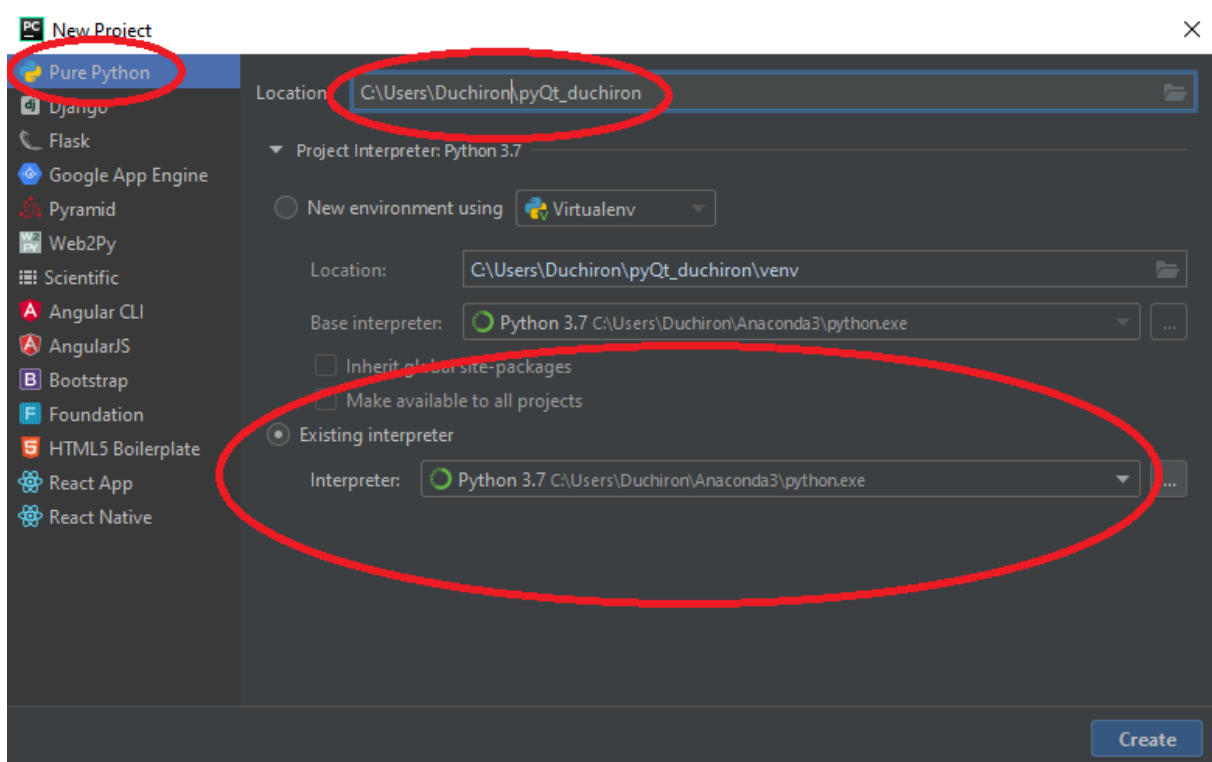 PC New Project
Pure Python
Django
Flask
Google App Engine
Pyramid
Web2Py
Scientific
Angular CLI
AngularJS
Bootstrap
Foundation
HTML5 Boilerplate
React App
React Native
Location: C:\Users\Duchiron\pyQt_duchiron
Project Interpreter: Python 3.7
New environment using Virtualenv
Location: C:\Users\Duchiron\pyQt_duchiron\venv
Base interpreter: Python 3.7 C:\Users\Duchiron\Anaconda3\python.exe ...
Inherit global site-packages
Make available to all projects
Existing interpreter
Interpreter: Python 3.7 C:\Users\Duchiron\Anaconda3\python.exe ...
Create